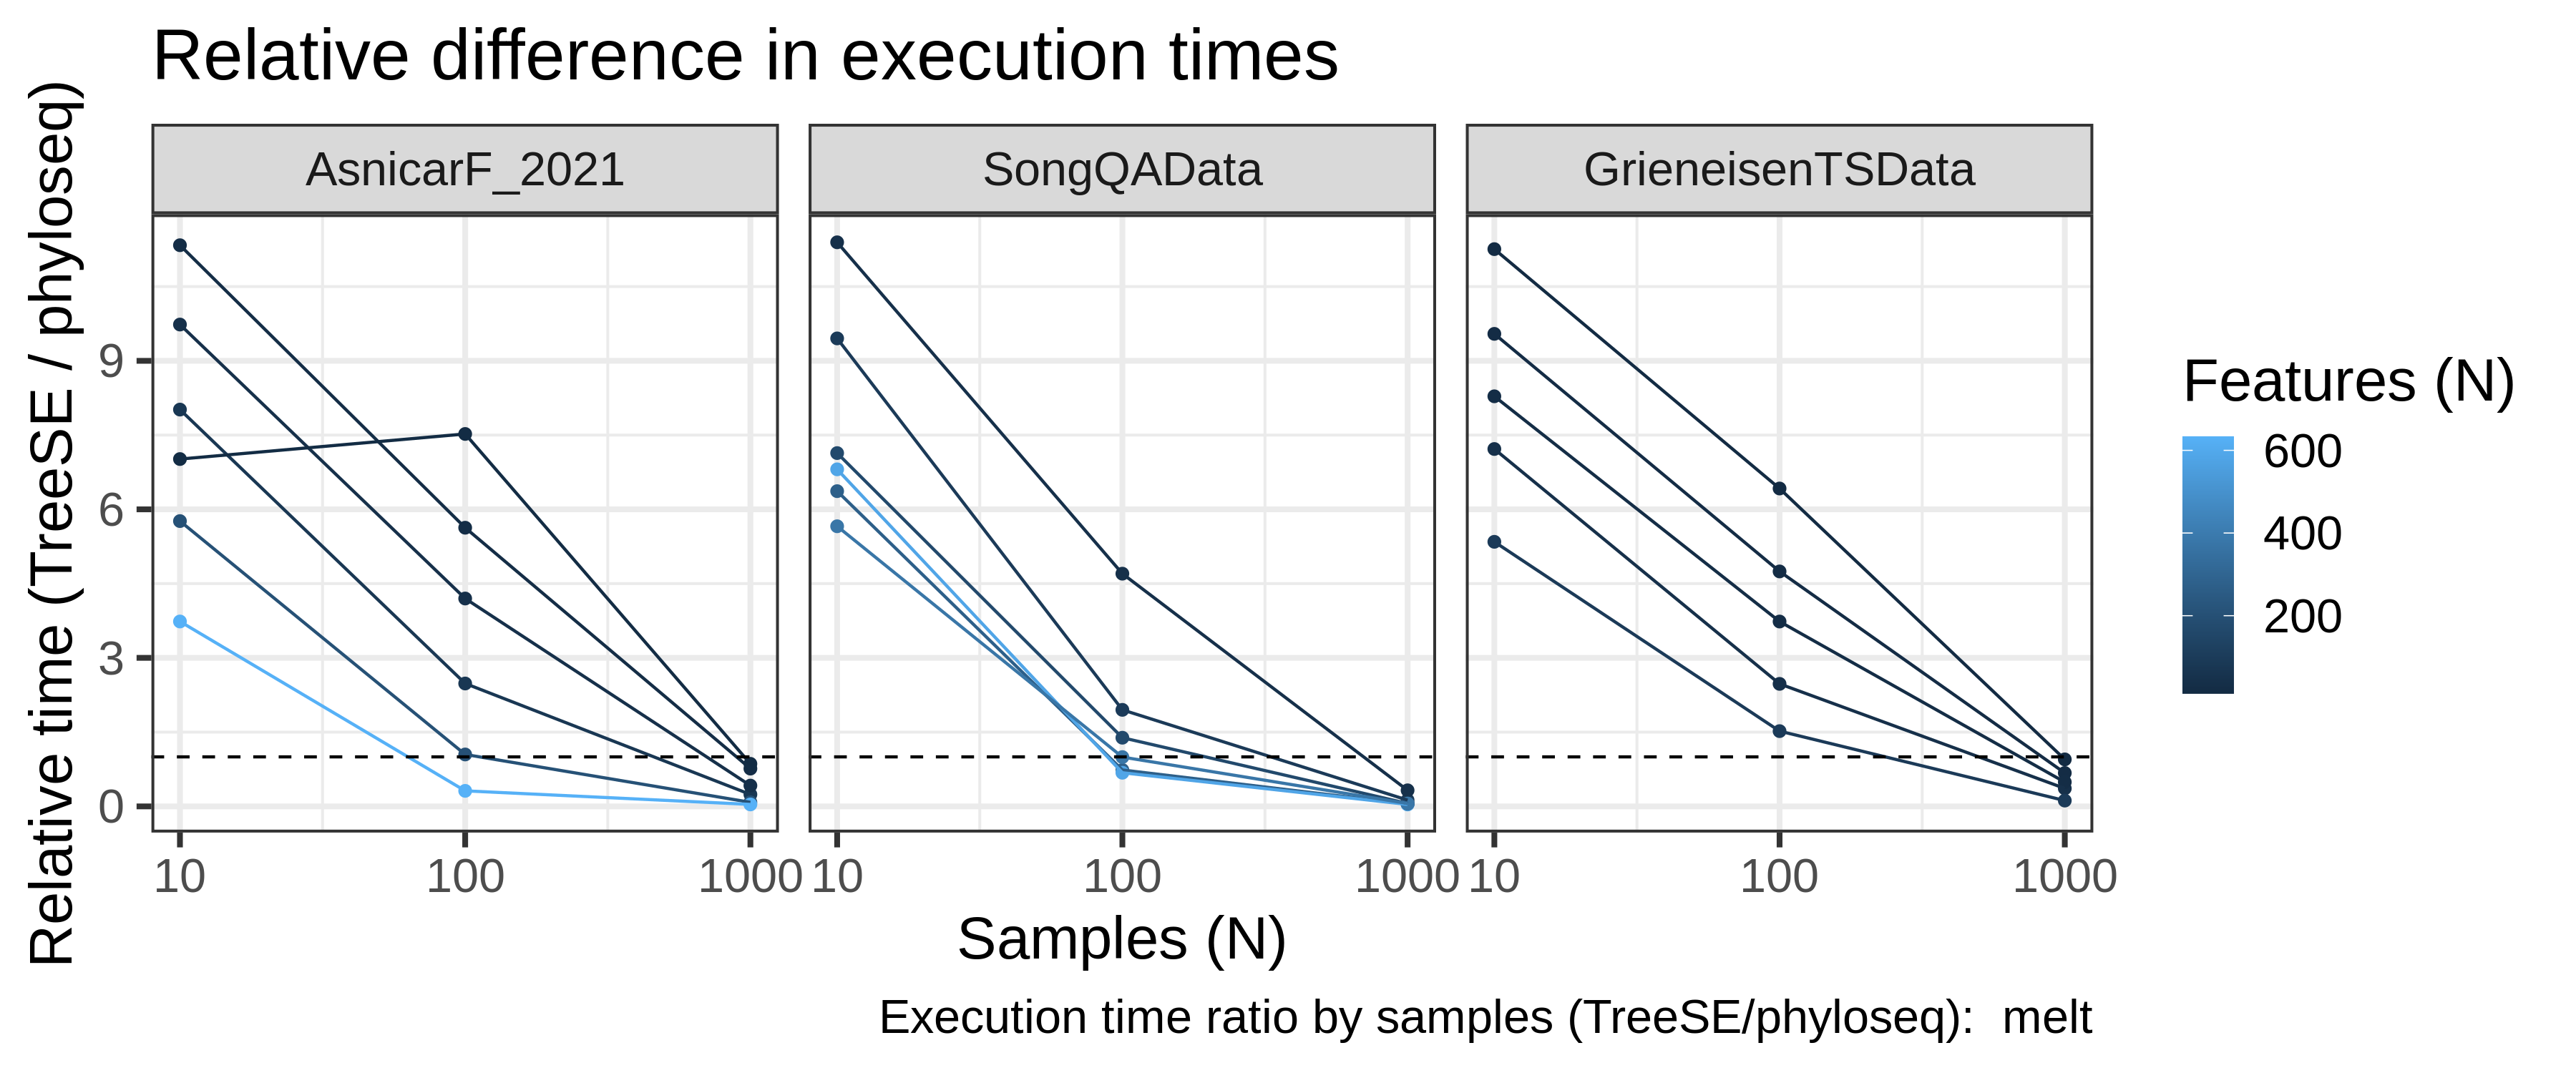 Relative difference in execution times
Relative time (TreeSE / phyloseq)
AsnicarF_2021
SongQAData
GrieneisenTSData
9
6
3
0
10
100
1000
10
100
1000
10
100
1000
Samples (N)
Execution time ratio by samples (TreeSE/phyloseq):  melt
Features (N)
600
400
200